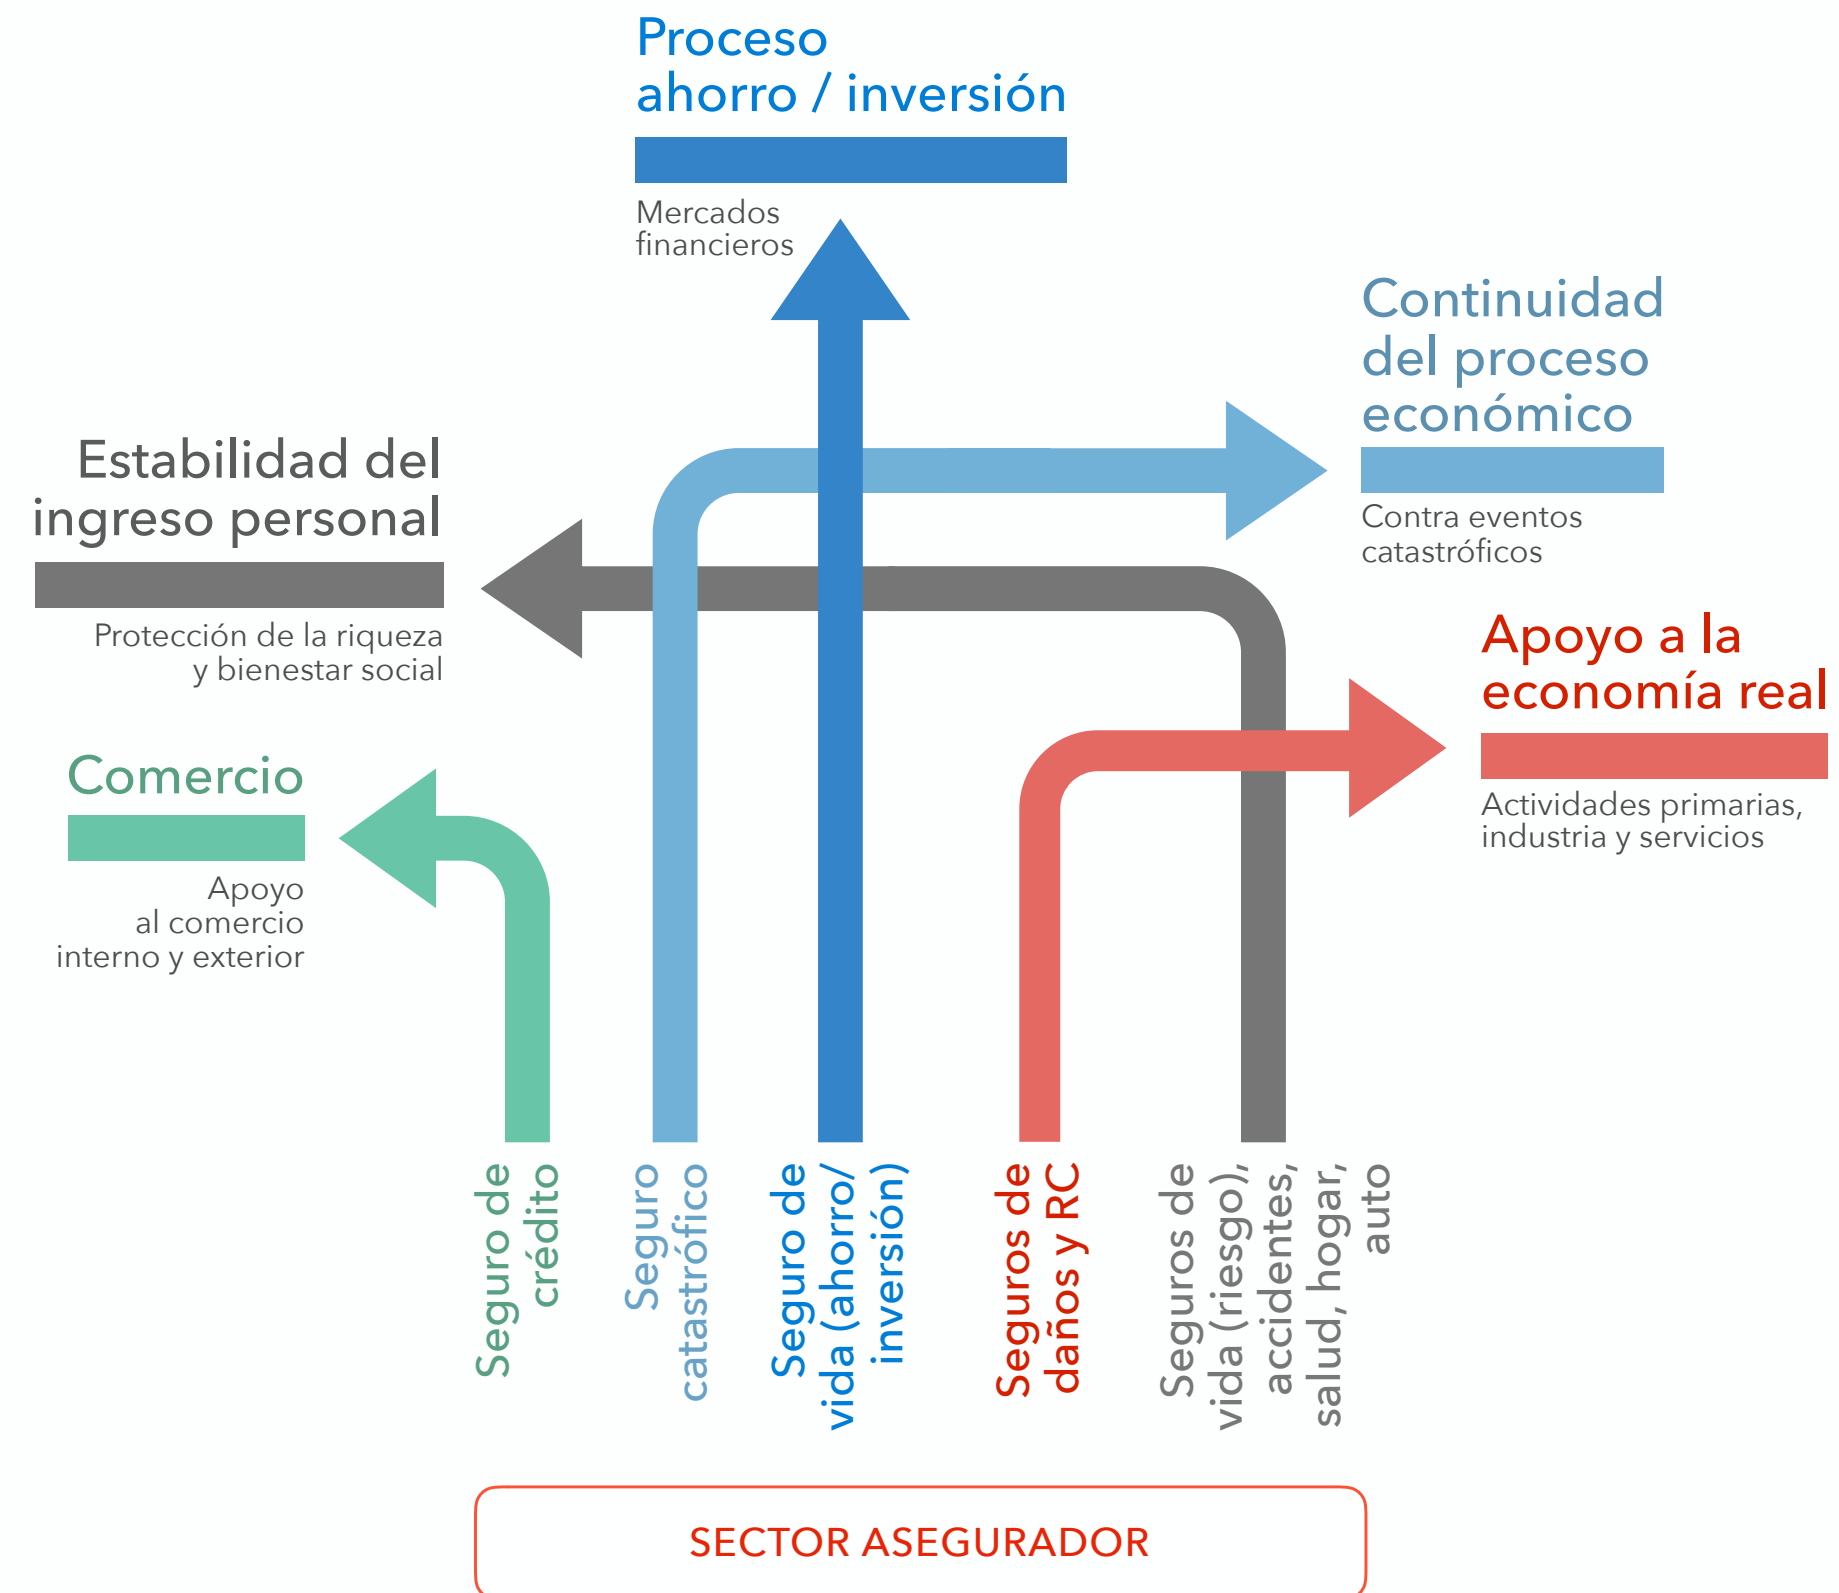 Proceso
ahorro / inversión
Mercados
financieros
Continuidad
del proceso
económico
Contra eventos
catastróficos
Estabilidad del
ingreso personal
Protección de la riqueza
y bienestar social
Apoyo a la
economía real
Actividades primarias,
industria y servicios
Comercio
Apoyo
al comercio
interno y exterior
Seguro de
crédito
Seguro
catastrófico
Seguro de
vida (ahorro/
inversión)
Seguros de
daños y RC
Seguros de
vida (riesgo),
accidentes,
salud, hogar,
auto
SECTOR ASEGURADOR